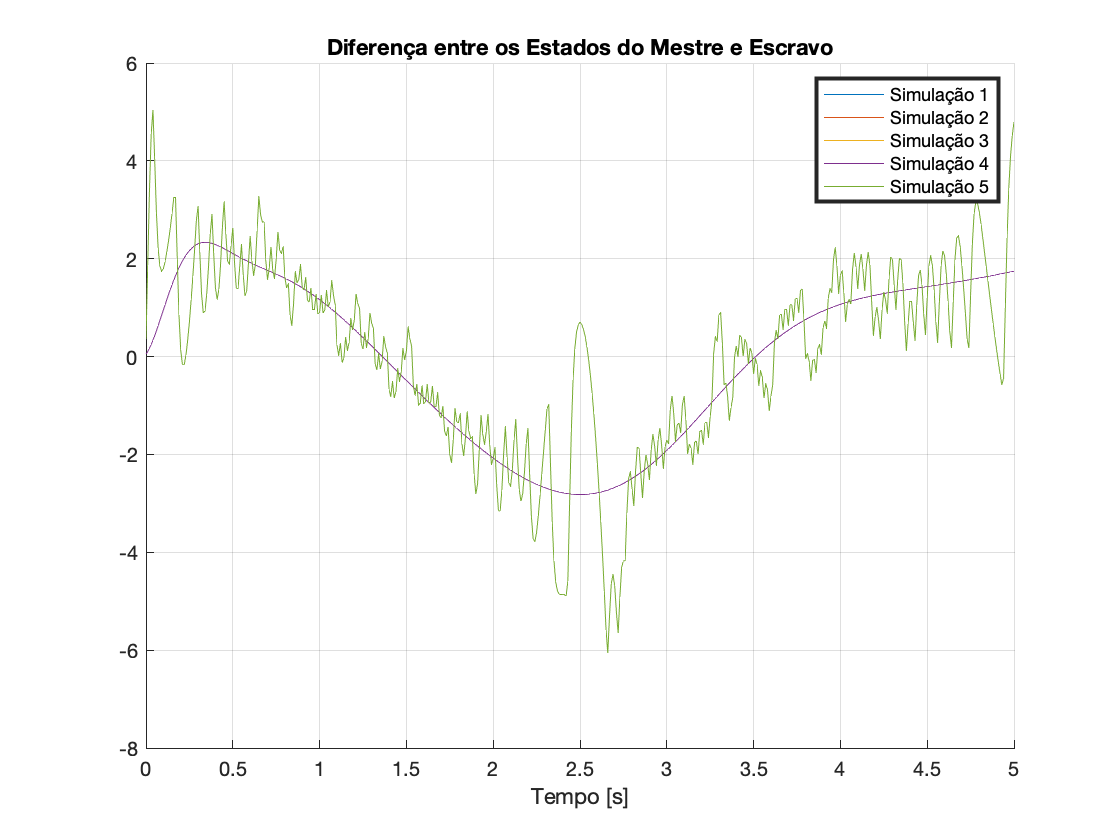 Diferença entre os Estados do Mestre e Escravo
6
4
2
0
-2
-4
-6
-8
Simulação 1
Simulação 2
Simulação 3
Simulação 4
Simulação 5
0 0.5 1 1.5 2 2.5 3 3.5 4 4.5 5
Tempo [s]